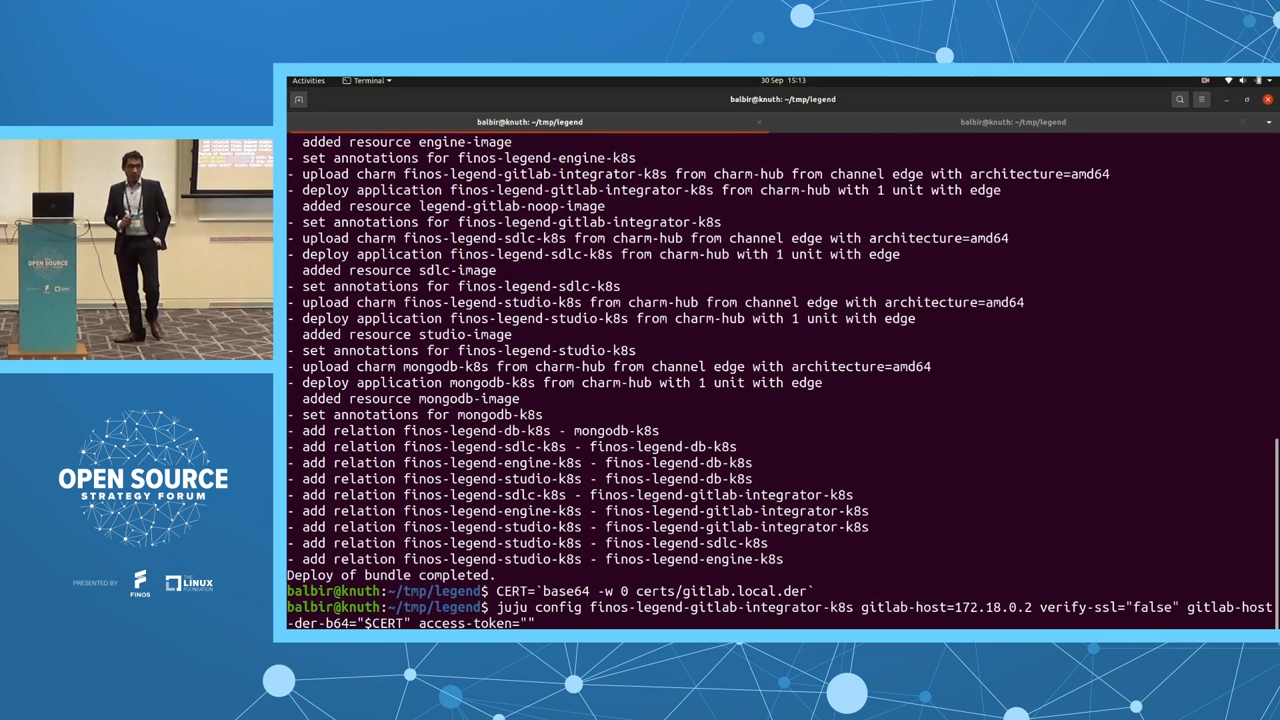 Activities
Terminal
30 Sep 15:13
balbir@knuth: ~/tmp/legend
balbir@knuth: ~/tmp/legend
balbir@knuth: ~/tmp/legend
added resource engine-image
- set annotations for finos-legend-engine-k8s
- upload charm finos-legend-gitlab-integrator-k8s from charm-hub from channel edge with architecture=amd64
- deploy application finos-legend-gitlab-integrator-k8s from charm-hub with 1 unit with edge
added resource legend-gitlab-noop-image
- set annotations for finos-legend-gitlab-integrator-k8s
- upload charm finos-legend-sdlc-k8s from charm-hub from channel edge with architecture=amd64
- deploy application finos-legend-sdlc-k8s from charm-hub with 1 unit with edge
added resource sdlc-image
- set annotations for finos-legend-sdlc-k8s
- upload charm finos-legend-studio-k8s from charm-hub from channel edge with architecture=amd64
- deploy application finos-legend-studio-k8s from charm-hub with 1 unit with edge
added resource studio-image
- set annotations for finos-legend-studio-k8s
- upload charm mongodb-k8s from charm-hub from channel edge with architecture=amd64
- deploy application mongodb-k8s from charm-hub with 1 unit with edge
added resource mongodb-image
- set annotations for mongodb-k8s
- add relation finos-legend-db-k8s - mongodb-k8s
- add relation finos-legend-sdlc-k8s - finos-legend-db-k8s
- add relation finos-legend-engine-k8s - finos-legend-db-k8s
- add relation finos-legend-studio-k8s - finos-legend-db-k8s
- add relation finos-legend-sdlc-k8s - finos-legend-gitlab-integrator-k8s
- add relation finos-legend-engine-k8s - finos-legend-gitlab-integrator-k8s
- add relation finos-legend-studio-k8s - finos-legend-gitlab-integrator-k8s
- add relation finos-legend-studio-k8s - finos-legend-sdlc-k8s
- add relation finos-legend-studio-k8s - finos-legend-engine-k8s
Deploy of bundle completed.
balbir@knuth:~/tmp/legend$ CERT=`base64 -w 0 certs/gitlab.local.der`
balbir@knuth:~/tmp/legend$ juju config finos-legend-gitlab-integrator-k8s gitlab-host=172.18.0.2 verify-ssl="false" gitlab-host
-der-b64="$CERT" access-token=""
OPEN SOURCE
OPEN SOURCE
STRATEGY FORUM
PRESENTED BY
FINOS
THE
LINUX
FOUNDATION